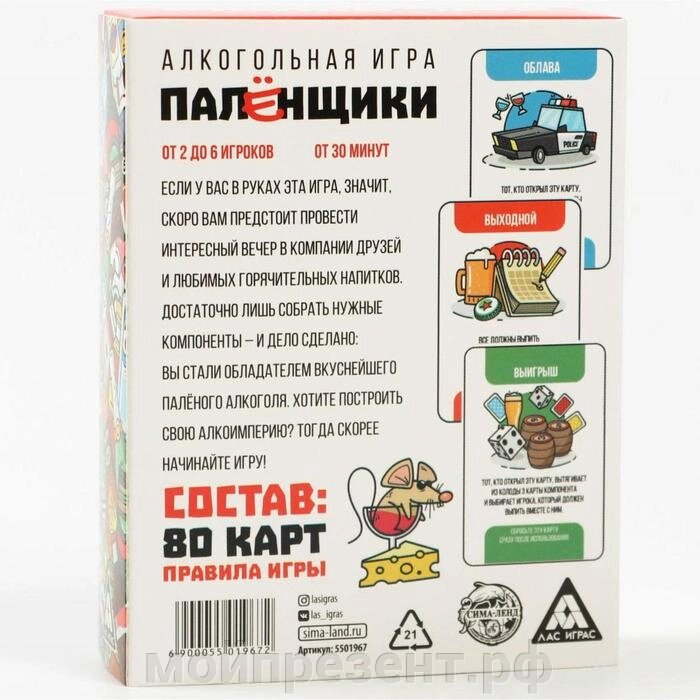 АЛКОГОЛЬНАЯ ИГРА
ПАЛЁНЩИКИ
ОТ 2 ДО 6 ИГРОКОВ ОТ 30 МИНУТ
ЕСЛИ У ВАС В РУКАХ ЭТА ИГРА, ЗНАЧИТ,
СКОРО ВАМ ПРЕДСТОИТ ПРОВЕСТИ
ИНТЕРЕСНЫЙ ВЕЧЕР В КОМПАНИИ ДРУЗЕЙ
И ЛЮБИМЫХ ГОРЯЧИТЕЛЬНЫХ НАПИТКОВ.
ДОСТАТОЧНО ЛИШЬ СОБРАТЬ НУЖНЫЕ
КОМПОНЕНТЫ – И ДЕЛО СДЕЛАНО:
ВЫ СТАЛИ ОБЛАДАТЕЛЕМ ВКУСНЕЙШЕГО
ПАЛЁНОГО АЛКОГОЛЯ. ХОТИТЕ ПОСТРОИТЬ
СВОЮ АЛКОИМПЕРИЮ? ТОГДА СКОРЕЕ
НАЧИНАЙТЕ ИГРУ!
СОСТАВ:
80 КАРТ
ПРАВИЛА ИГРЫ
ОБЛАВА
POLICE
ТОТ, КТО ОТКРЫЛ ЭТУ КАРТУ,
ВЫХОДНОЙ
ВСЕ ДОЛЖНЫ ВЫПИТЬ
ВЫИГРЫШ
ТОТ, КТО ОТКРЫЛ ЭТУ КАРТУ, ВЫТЯГИВАЕТ
ИЗ КОЛОДЫ 3 КАРТЫ КОМПОНЕНТА
И ВЫБИРАЕТ ИГРОКА, КОТОРЫЙ ДОЛЖЕН
ВЫПИТЬ ВМЕСТЕ С НИМ.
СБРОСЬТЕ ЭТУ КАРТУ
СРАЗУ ПОСЛЕ ИСПОЛЬЗОВАНИЯ
6 900055 019672
lasigras
las_igras
sima-land.ru
Артикул: 5501967
21
СИМА-ЛЕНД
ЛАС ИГРАС
мойпрезент.рф